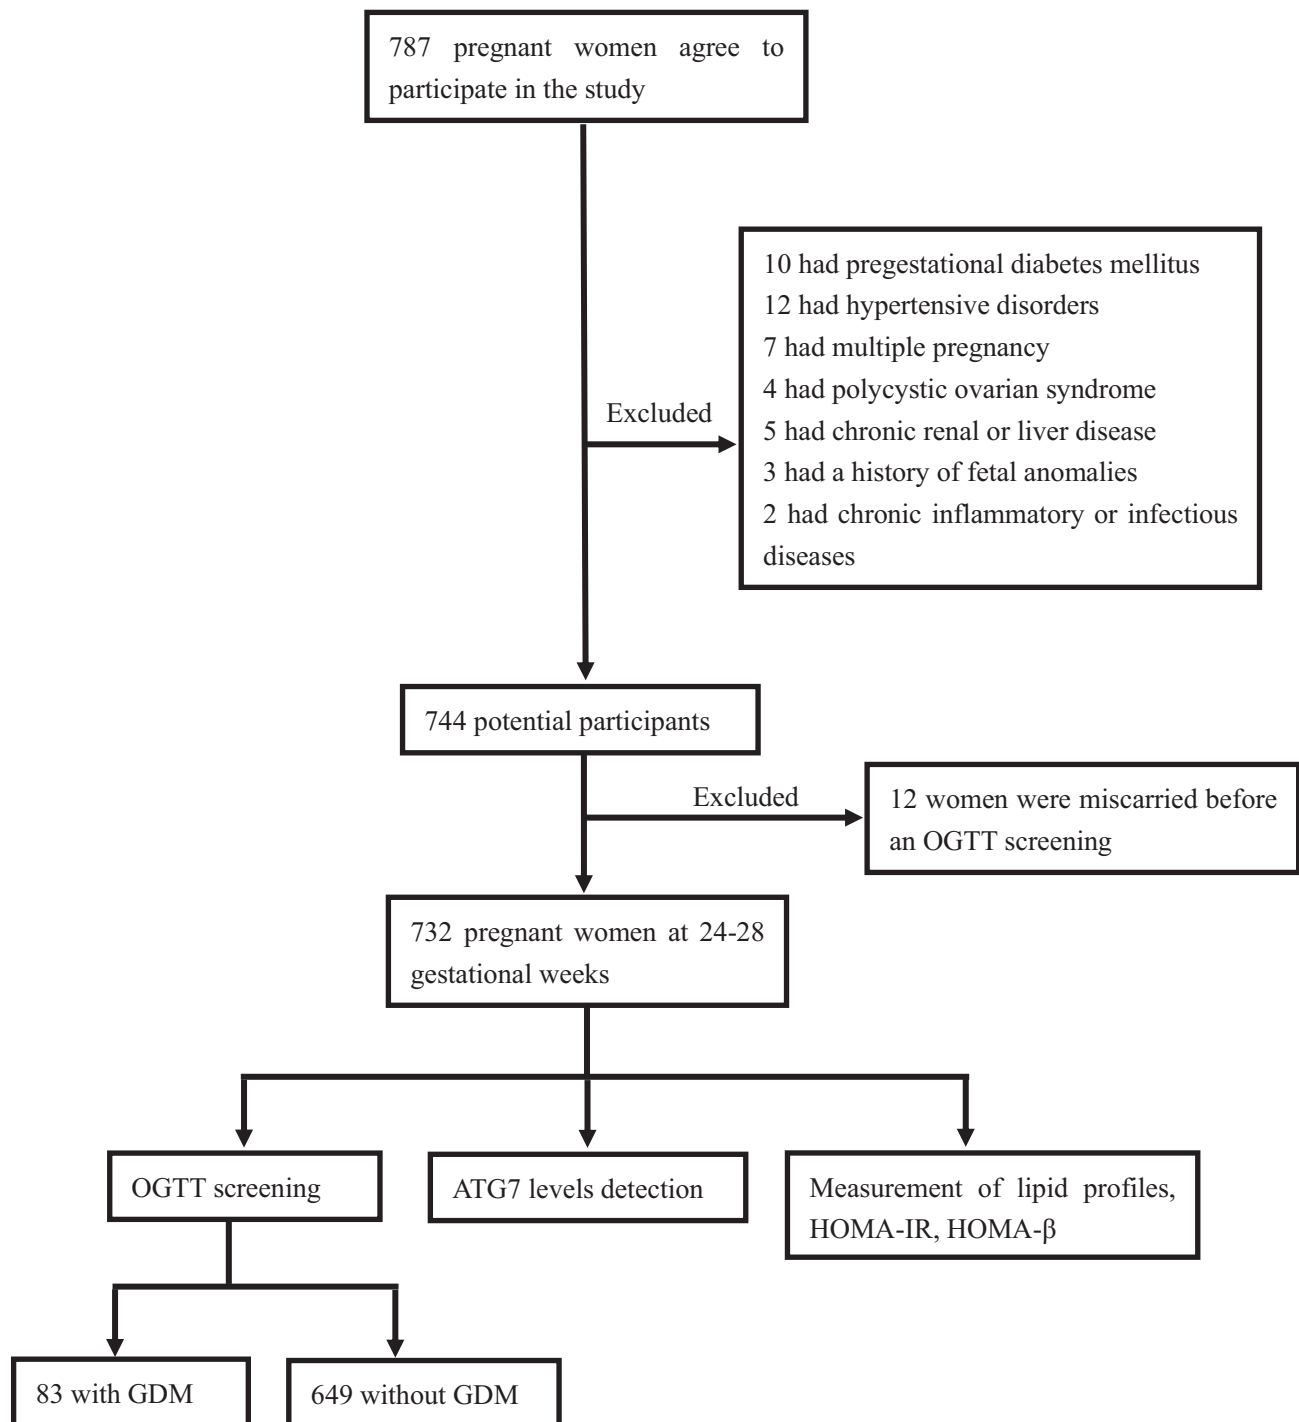 787 pregnant women agree to
participate in the study
10 had pregestational diabetes mellitus
12 had hypertensive disorders
7 had multiple pregnancy
4 had polycystic ovarian syndrome
Excluded
5 had chronic renal or liver disease
3 had a history of fetal anomalies
2 had chronic inflammatory or infectious
diseases
744 potential participants
Excluded
12 women were miscarried before
an OGTT screening
732 pregnant women at 24-28
gestational weeks
OGTT screening
ATG7 levels detection
Measurement of lipid profiles,
HOMA-IR, HOMA-β
83 with GDM
649 without GDM